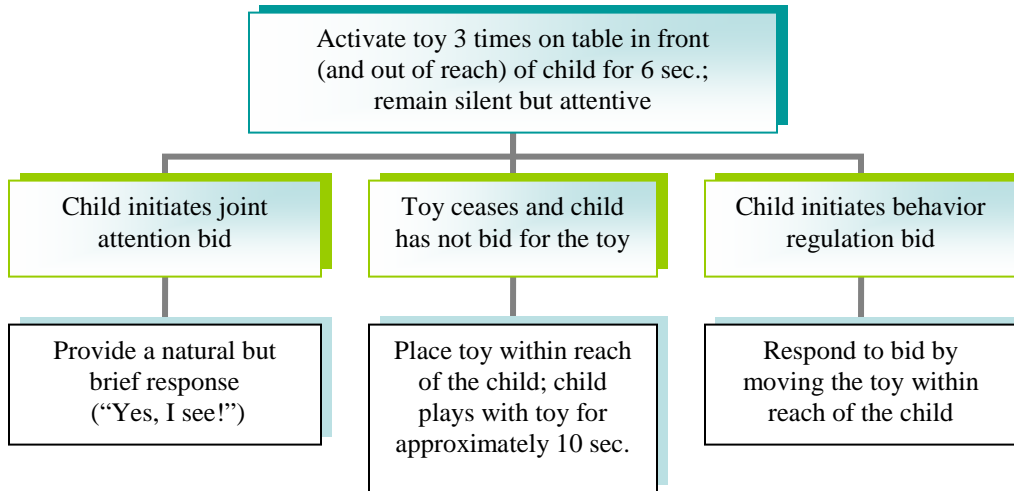 Activate toy 3 times on table in front
(and out of reach) of child for 6 sec.;
remain silent but attentive
Child initiates joint
attention bid
Toy ceases and child
has not bid for the toy
Child initiates behavior
regulation bid
Provide a natural but
brief response
(“Yes, I see!”)
Place toy within reach
of the child; child
plays with toy for
approximately 10 sec.
Respond to bid by
moving the toy within
reach of the child